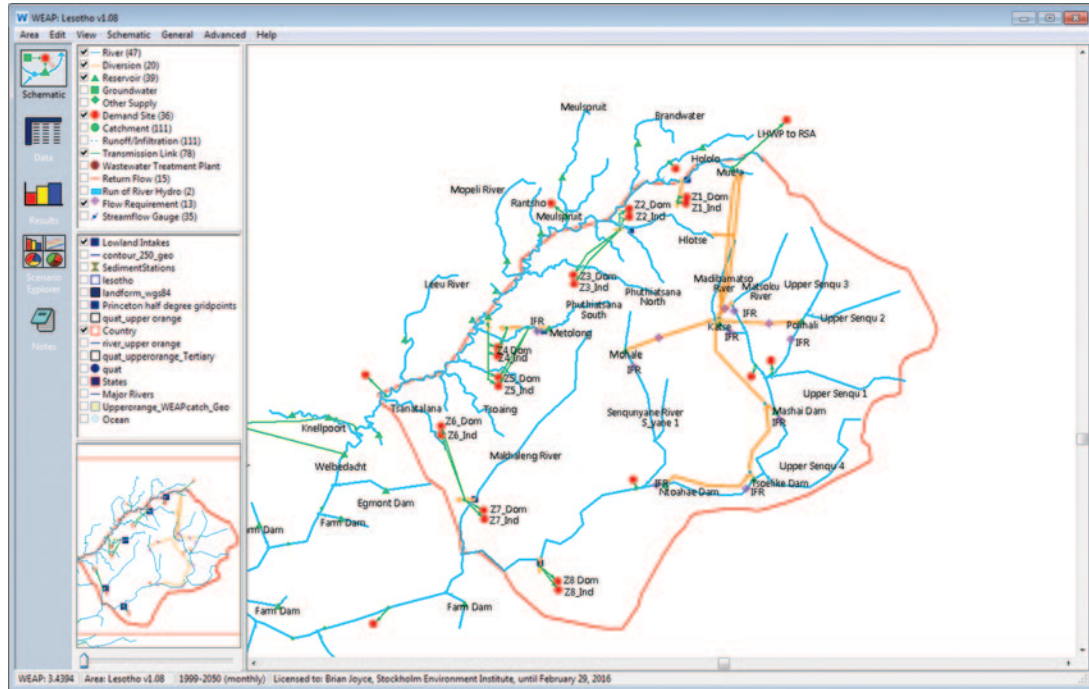 WEAP: Lesotho v1.08
Area Edit View Schematic General Advanced Help
Schematic
Data
Results
Scenario
Explorer
Notes
River (47)
Diversion (20)
Reservoir (39)
Groundwater
Other Supply
Demand Site (36)
Catchment (111)
Runoff/Infiltration (111)
Transmission Link (78)
Wastewater Treatment Plant
Return Flow (15)
Run of River Hydro (2)
Flow Requirement (13)
Streamflow Gauge (35)
Lowland Intakes
contour_250_geo
SedimentStations
lesotho
landform_wgs84
Princeton half degree gridpoints
quat_upper orange
Country
river_upper orange
quat_upperorange_Tertiary
quat
States
Major Rivers
Upperorange_WEAPcatch_Geo
Ocean
Meulspruit
Brandwater
LHWP to RSA
Hololo
Muela
Mopeli River
Rantsho
Meulspruit
Z2_Dom
Z2_Ind
Z1_Dom
Z1_Ind
Hlotse
Leeu River
Z3_Dom
Z3_Ind
Phuthiatsana
North
Phuthiatsana
South
Madibamatso
River
Matsoku
River
Upper Senqu 3
Upper Senqu 2
IFR
Metolong
Katse
IFR
IFR
Polihali
IFR
Mohale
IFR
Z4_Dom
Z4_Ind
Z5_Dom
Z5_Ind
Tsanatalana
Tsoaing
Upper Senqu 1
Senqunyane River
S_yane 1
Mashai Dam
IFR
Knellpoort
Z6_Dom
Z6_Ind
Welbedacht
Makhaleng River
Upper Senqu 4
Egmont Dam
IFR
Ntoahae Dam
Tsoelike Dam
IFR
Z7_Dom
Z7_Ind
Farm Dam
Farm Dam
Z8_Dom
Z8_Ind
Farm Dam
Farm Dam
WEAP: 3.4394 Area: Lesotho v1.08 1999-2050 (monthly) Licensed to: Brian Joyce, Stockholm Environment Institute, until February 29, 2016